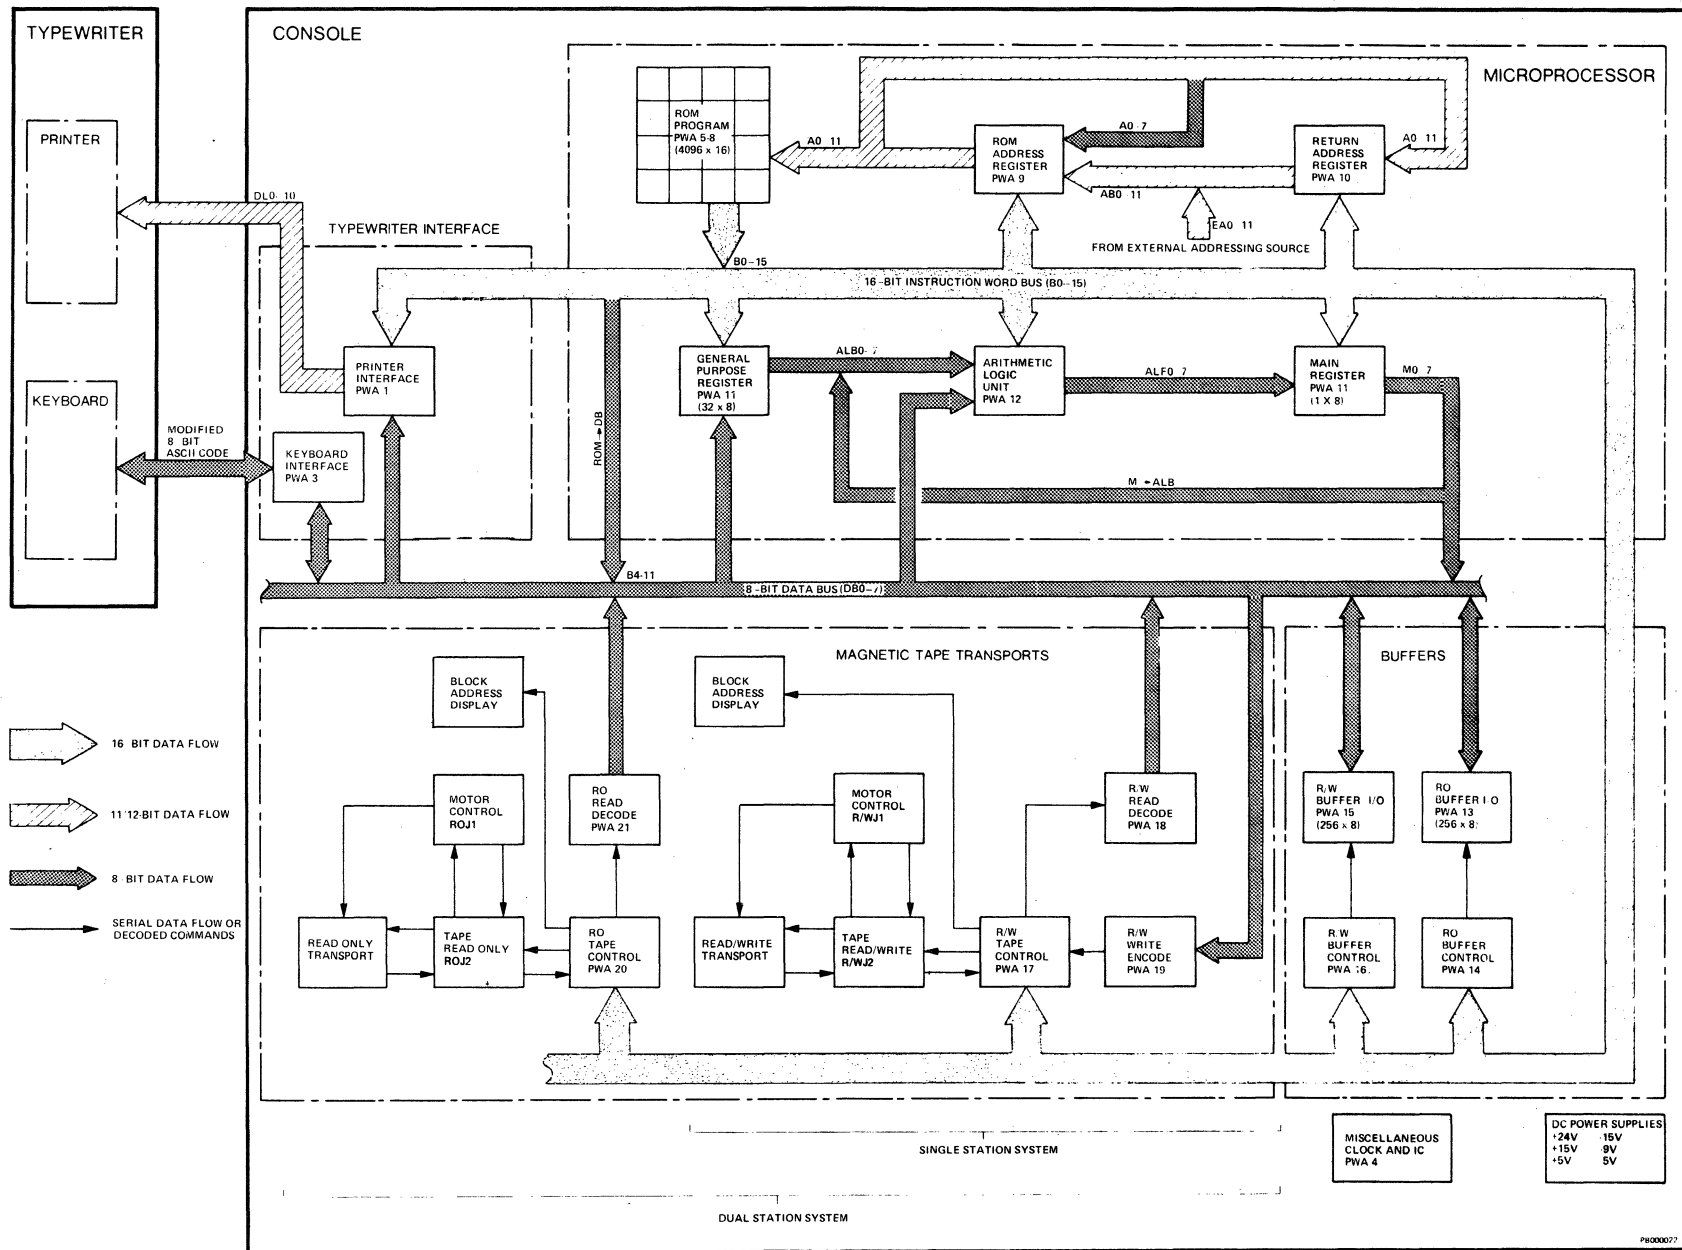 TYPEWRITER
CONSOLE
MICROPROCESSOR
PRINTER
KEYBOARD
DL0-10
TYPEWRITER INTERFACE
MODIFIED
8 BIT
ASCII CODE
PRINTER
INTERFACE
PWA 1
KEYBOARD
INTERFACE
PWA 3
ROM
PROGRAM
PWA 5-8
(4096 x 16)
A0 11
ROM
ADDRESS
REGISTER
PWA 9
A0 7
AB0 11
RETURN
ADDRESS
REGISTER
PWA 10
A0 11
EA0 11
FROM EXTERNAL ADDRESSING SOURCE
B0-15
16-BIT INSTRUCTION WORD BUS (B0-15)
ROM→DB
GENERAL
PURPOSE
REGISTER
PWA 11
(32 x 8)
ALB0-7
ARITHMETIC
LOGIC
UNIT
PWA 12
ALF0 7
MAIN
REGISTER
PWA 11
(1 X 8)
M0 7
M ALB
B4-11
8-BIT DATA BUS (DB0-7)
MAGNETIC TAPE TRANSPORTS
BUFFERS
BLOCK
ADDRESS
DISPLAY
BLOCK
ADDRESS
DISPLAY
MOTOR
CONTROL
ROJ1
RO
READ
DECODE
PWA 21
MOTOR
CONTROL
R/WJ1
R/W
READ
DECODE
PWA 18
R/W
BUFFER I/O
PWA 15
(256 x 8)
RO
BUFFER I O
PWA 13
(256 x 8)
READ ONLY
TRANSPORT
TAPE
READ ONLY
ROJ2
RO
TAPE
CONTROL
PWA 20
READ/WRITE
TRANSPORT
TAPE
READ/WRITE
R/WJ2
R/W
TAPE
CONTROL
PWA 17
R/W
WRITE
ENCODE
PWA 19
R/W
BUFFER
CONTROL
PWA 16
RO
BUFFER
CONTROL
PWA 14
16 BIT DATA FLOW
11 12-BIT DATA FLOW
8 BIT DATA FLOW
SERIAL DATA FLOW OR
DECODED COMMANDS
SINGLE STATION SYSTEM
DUAL STATION SYSTEM
MISCELLANEOUS
CLOCK AND IC
PWA 4
DC POWER SUPPLIES
+24V -15V
+15V 9V
+5V 5V
PB000077